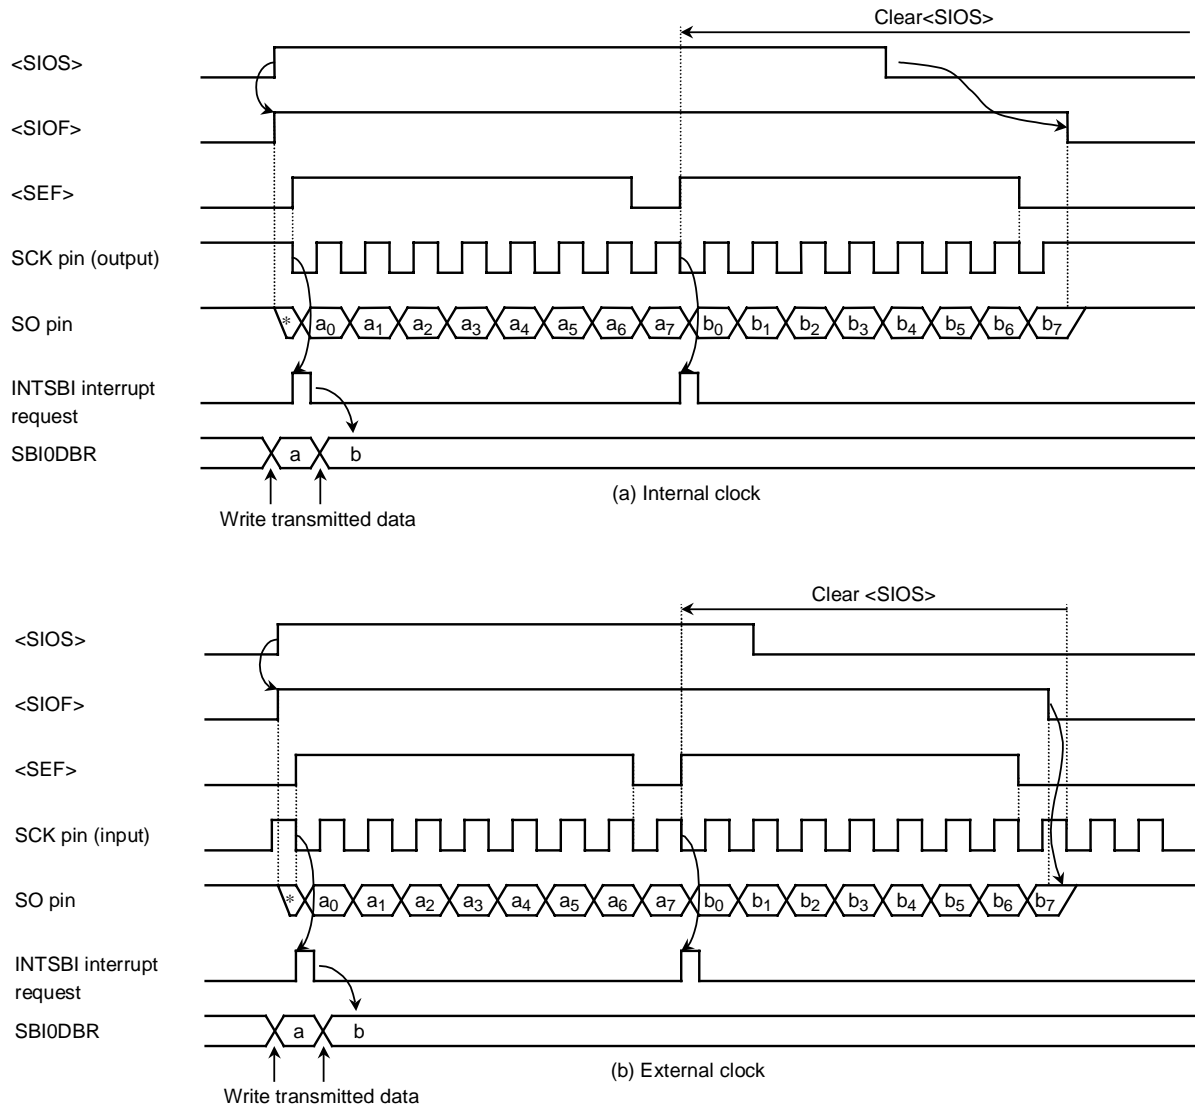 Clear<SIOS>
<SIOS>
<SIOF>
<SEF>
SCK pin (output)
SO pin
* a0 a1 a2 a3 a4 a5 a6 a7 b0 b1 b2 b3 b4 b5 b6 b7
INTSBI interrupt
request
SBI0DBR
a b
(a) Internal clock
Write transmitted data
Clear <SIOS>
<SIOS>
<SIOF>
<SEF>
SCK pin (input)
SO pin
* a0 a1 a2 a3 a4 a5 a6 a7 b0 b1 b2 b3 b4 b5 b6 b7
INTSBI interrupt
request
SBI0DBR
a b
(b) External clock
Write transmitted data